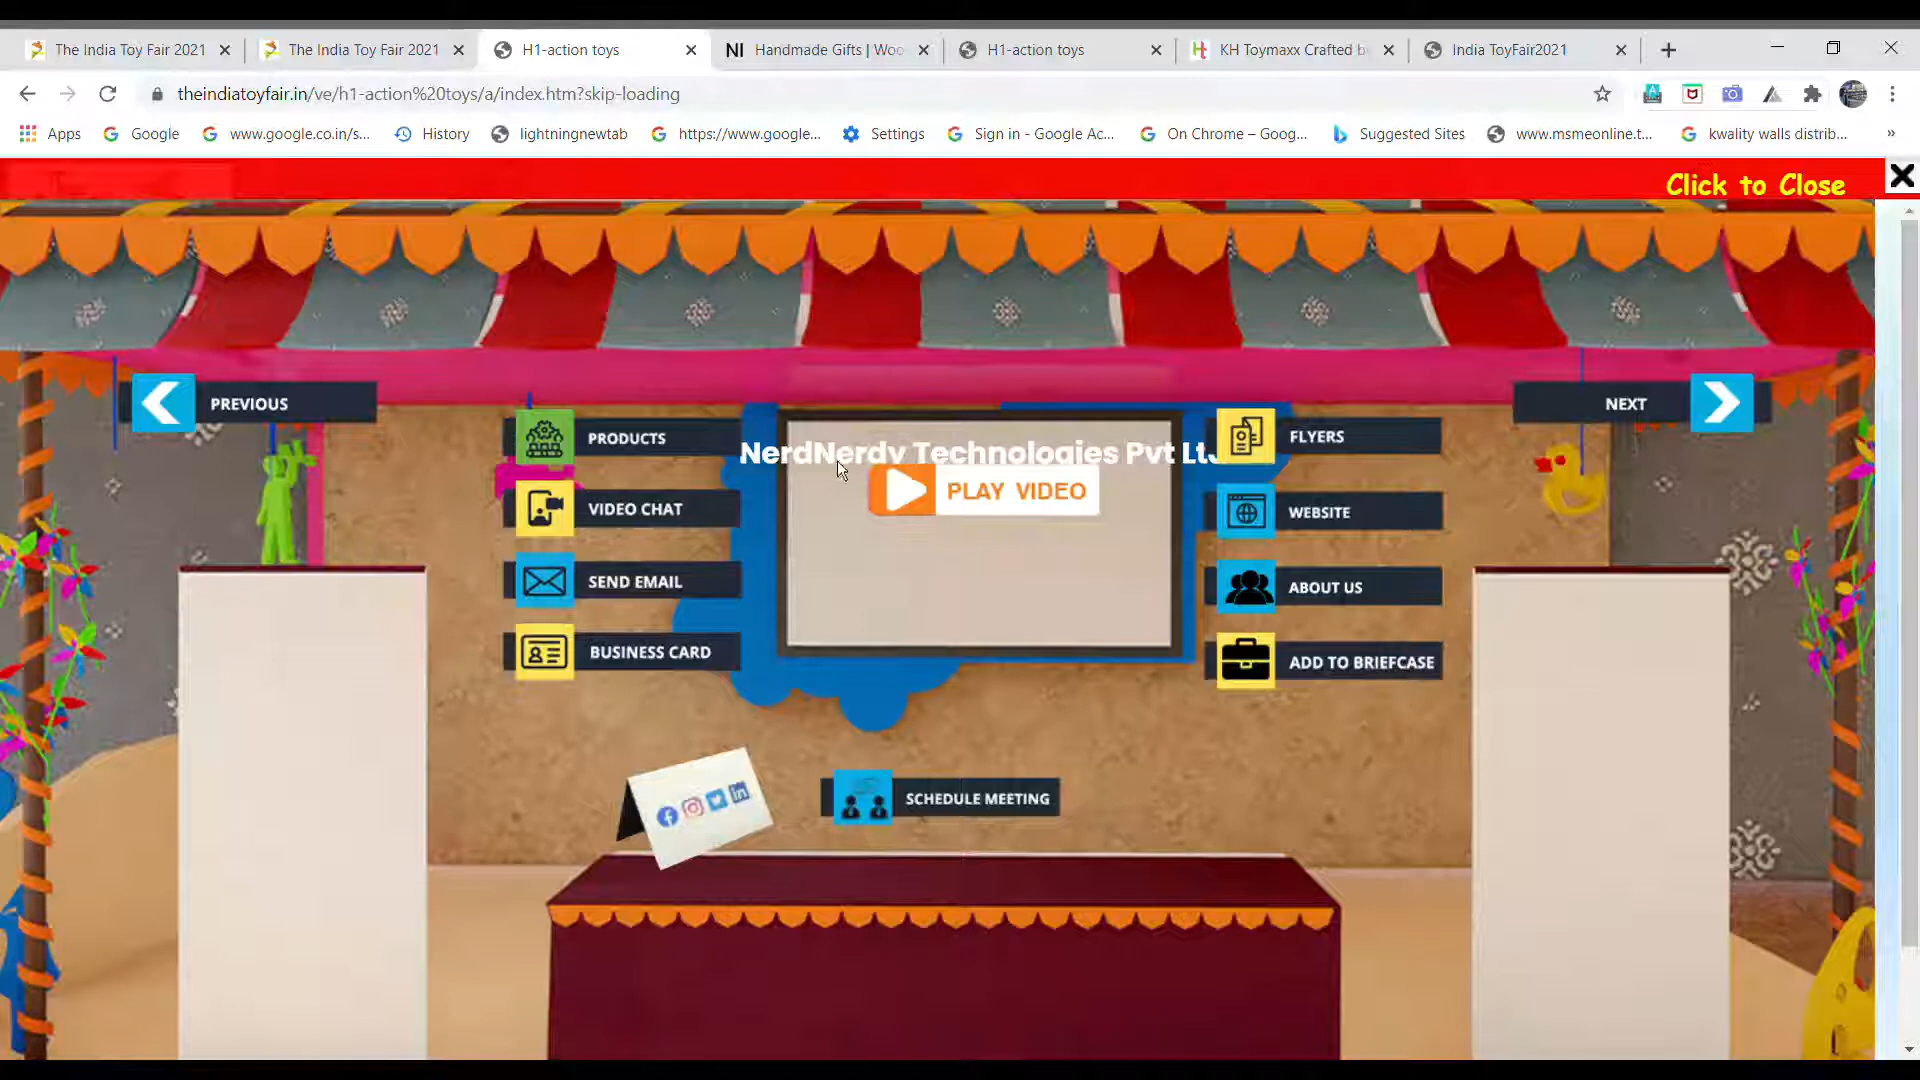 The India Toy Fair 2021
The India Toy Fair 2021
H1-action toys
NI Handmade Gifts | Woo
H1-action toys
KH Toymaxx Crafted b
India ToyFair2021
theindiatoyfair.in/ve/h1-action%20toys/a/index.htm?skip-loading
Apps
Google
www.google.co.in/s...
History
lightningnewtab
https://www.google...
Settings
Sign in - Google Ac...
On Chrome – Goog...
Suggested Sites
www.msmeonline.t...
kwality walls distrib...
»
Click to Close
PREVIOUS
NEXT
PRODUCTS
NerdNerdy Technologies Pvt Ltd
FLYERS
PLAY VIDEO
VIDEO CHAT
WEBSITE
SEND EMAIL
ABOUT US
BUSINESS CARD
ADD TO BRIEFCASE
SCHEDULE MEETING